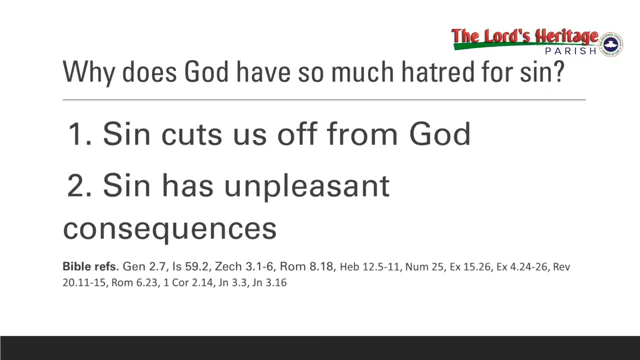 The Lord's Heritage
PARISH
Why does God have so much hatred for sin?
1. Sin cuts us off from God
2. Sin has unpleasant
consequences
Bible refs. Gen 2.7, Is 59.2, Zech 3.1-6, Rom 8.18, Heb 12.5-11, Num 25, Ex 15.26, Ex 4.24-26, Rev
20.11-15, Rom 6.23, 1 Cor 2.14, Jn 3.3, Jn 3.16